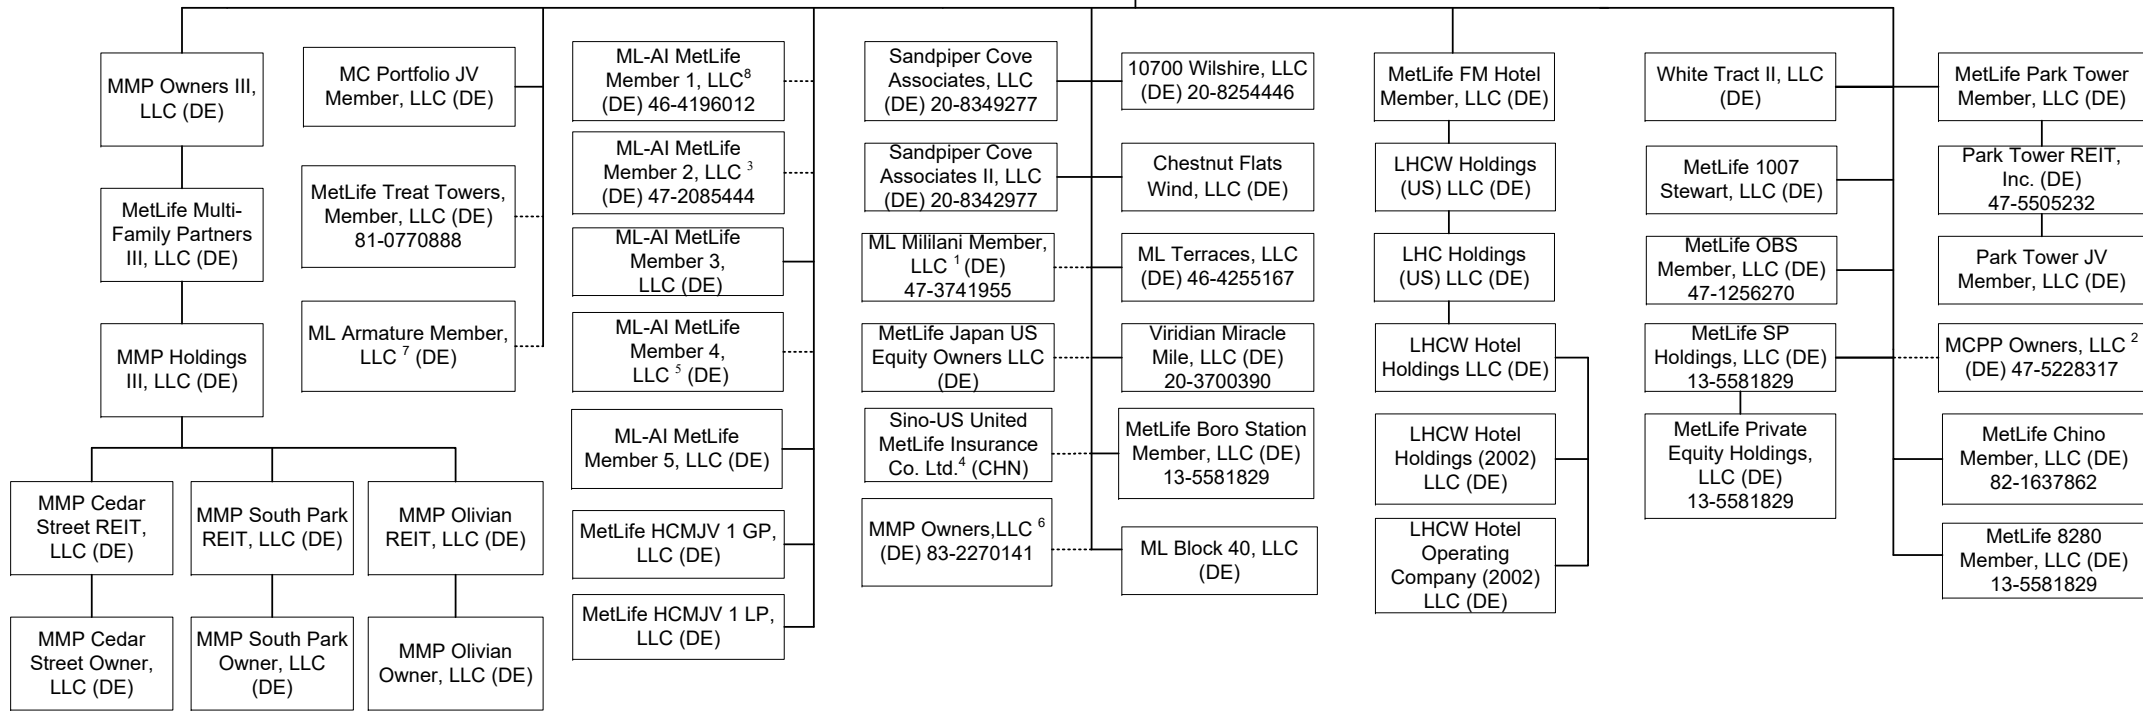 MMP Owners III,
LLC (DE)
MetLife Multi-
Family Partners
III, LLC (DE)
MMP Holdings
III, LLC (DE)
MMP Cedar
Street REIT,
LLC (DE)
MMP South Park
REIT, LLC (DE)
MMP Olivian
REIT, LLC (DE)
MMP Cedar
Street Owner,
LLC (DE)
MMP South Park
Owner, LLC
(DE)
MMP Olivian
Owner, LLC (DE)
MC Portfolio JV
Member, LLC (DE)
MetLife Treat Towers,
Member, LLC (DE)
81-0770888
ML Armature Member,
LLC 7 (DE)
ML-AI MetLife
Member 1, LLC8
(DE) 46-4196012
ML-AI MetLife
Member 2, LLC 3
(DE) 47-2085444
ML-AI MetLife
Member 3,
LLC (DE)
ML-AI MetLife
Member 4,
LLC 5 (DE)
ML-AI MetLife
Member 5, LLC (DE)
MetLife HCMJV 1 GP,
LLC (DE)
MetLife HCMJV 1 LP,
LLC (DE)
Sandpiper Cove
Associates, LLC
(DE) 20-8349277
Sandpiper Cove
Associates II, LLC
(DE) 20-8342977
ML Mililani Member,
LLC 1 (DE)
47-3741955
MetLife Japan US
Equity Owners LLC
(DE)
Sino-US United
MetLife Insurance
Co. Ltd.4 (CHN)
MMP Owners,LLC 6
(DE) 83-2270141
10700 Wilshire, LLC
(DE) 20-8254446
Chestnut Flats
Wind, LLC (DE)
ML Terraces, LLC
(DE) 46-4255167
Viridian Miracle
Mile, LLC (DE)
20-3700390
MetLife Boro Station
Member, LLC (DE)
13-5581829
ML Block 40, LLC
(DE)
MetLife FM Hotel
Member, LLC (DE)
LHCW Holdings
(US) LLC (DE)
LHC Holdings
(US) LLC (DE)
LHCW Hotel
Holdings LLC (DE)
LHCW Hotel
Holdings (2002)
LLC (DE)
LHCW Hotel
Operating
Company (2002)
LLC (DE)
White Tract II, LLC
(DE)
MetLife 1007
Stewart, LLC (DE)
MetLife OBS
Member, LLC (DE)
47-1256270
MetLife SP
Holdings, LLC (DE)
13-5581829
MetLife Private
Equity Holdings,
LLC (DE)
13-5581829
MetLife Park Tower
Member, LLC (DE)
Park Tower REIT,
Inc. (DE)
47-5505232
Park Tower JV
Member, LLC (DE)
MCPP Owners, LLC 2
(DE) 47-5228317
MetLife Chino
Member, LLC (DE)
82-1637862
MetLife 8280
Member, LLC (DE)
13-5581829